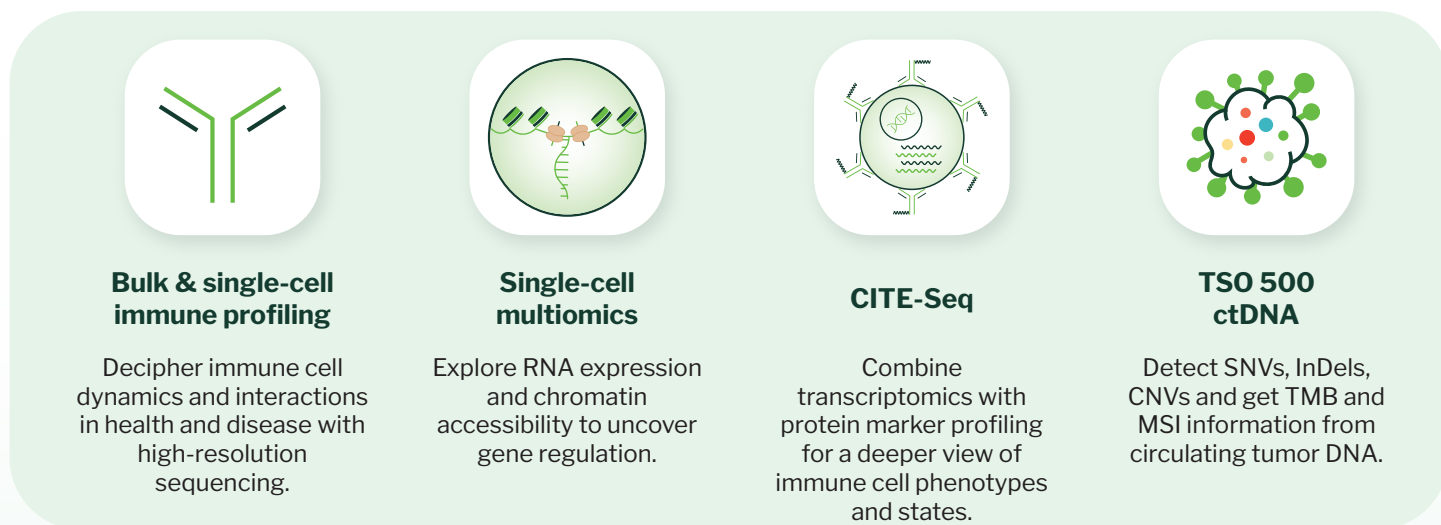 Bulk & single-cell
immune profiling
Decipher immune cell
dynamics and interactions
in health and disease with
high-resolution
sequencing.
Single-cell
multiomics
Explore RNA expression
and chromatin
accessibility to uncover
gene regulation.
CITE-Seq
Combine
transcriptomics with
protein marker profiling
for a deeper view of
immune cell phenotypes
and states.
TSO 500
ctDNA
Detect SNVs, InDels,
CNVs and get TMB and
MSI information from
circulating tumor DNA.